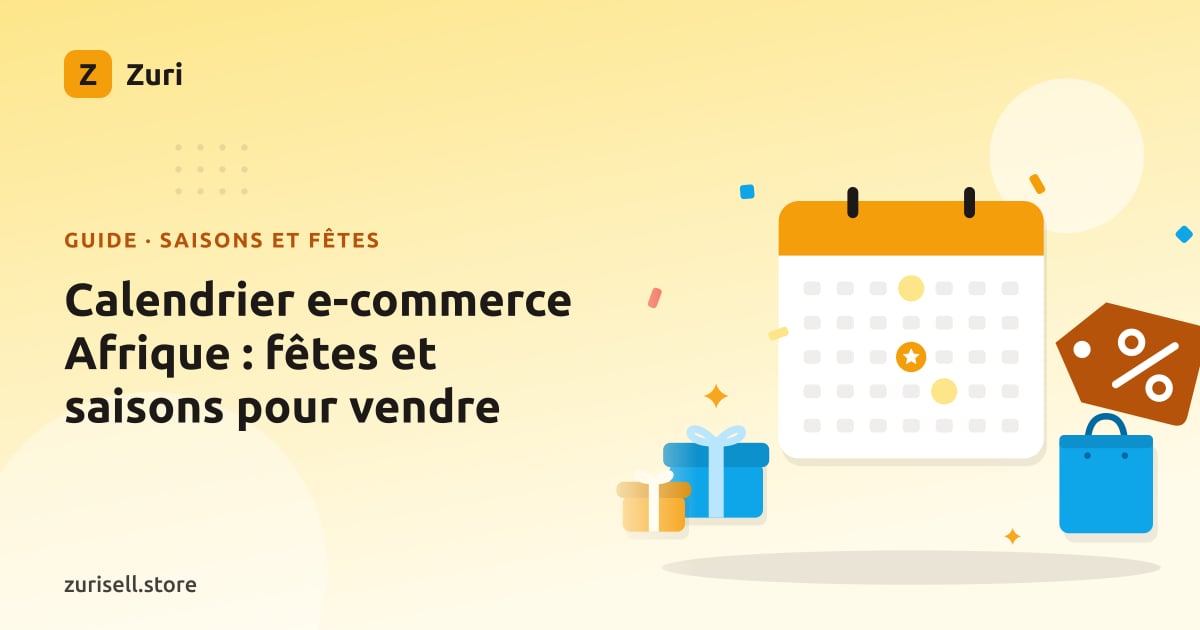 Z Zuri
GUIDE · SAISONS ET FÊTES
Calendrier e-commerce
Afrique : fêtes et
saisons pour vendre
%
zurisell.store